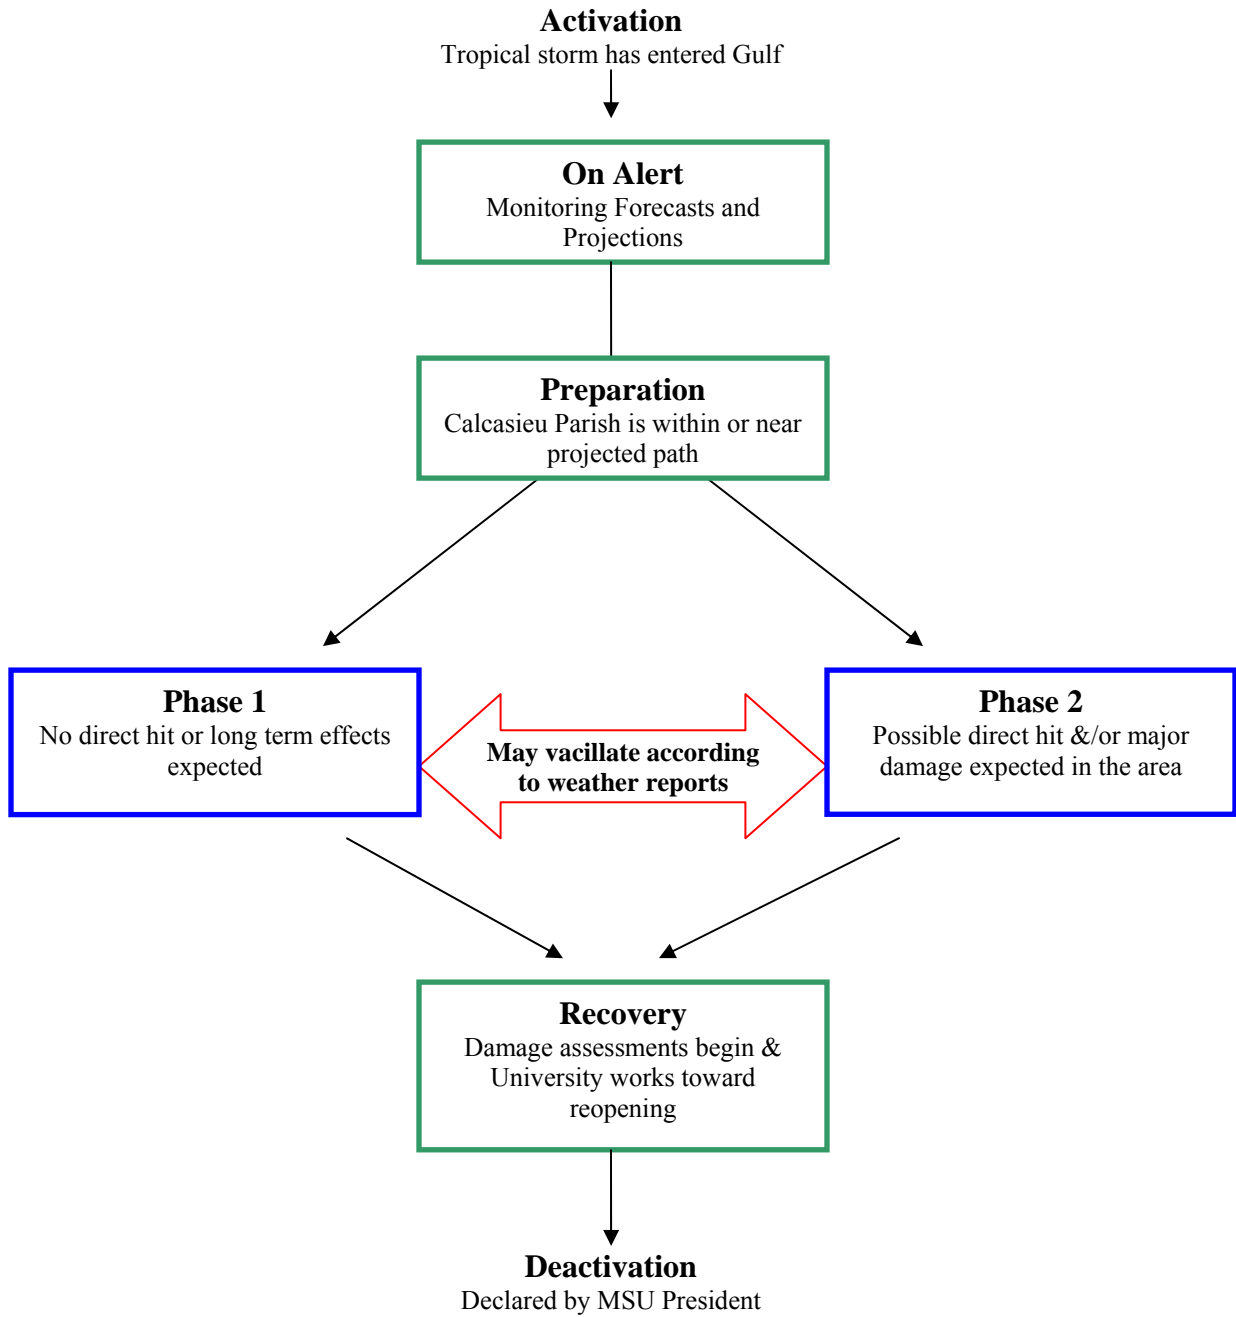 Activation
Tropical storm has entered Gulf
On Alert
Monitoring Forecasts and
Projections
Preparation
Calcasieu Parish is within or near
projected path
Phase 1
No direct hit or long term effects
expected
May vacillate according
to weather reports
Phase 2
Possible direct hit &/or major
damage expected in the area
Recovery
Damage assessments begin &
University works toward
reopening
Deactivation
Declared by MSU President